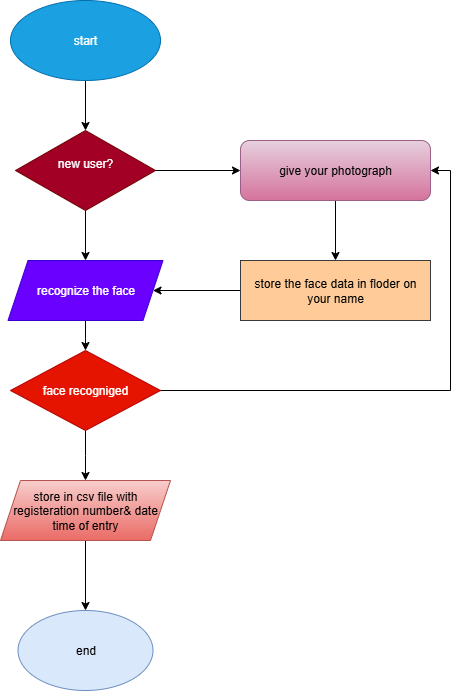 start
new user?
give your photograph
recognize the face
store the face data in floder on
your name
face recogniged
store in csv file with
registeration number& date
time of entry
end